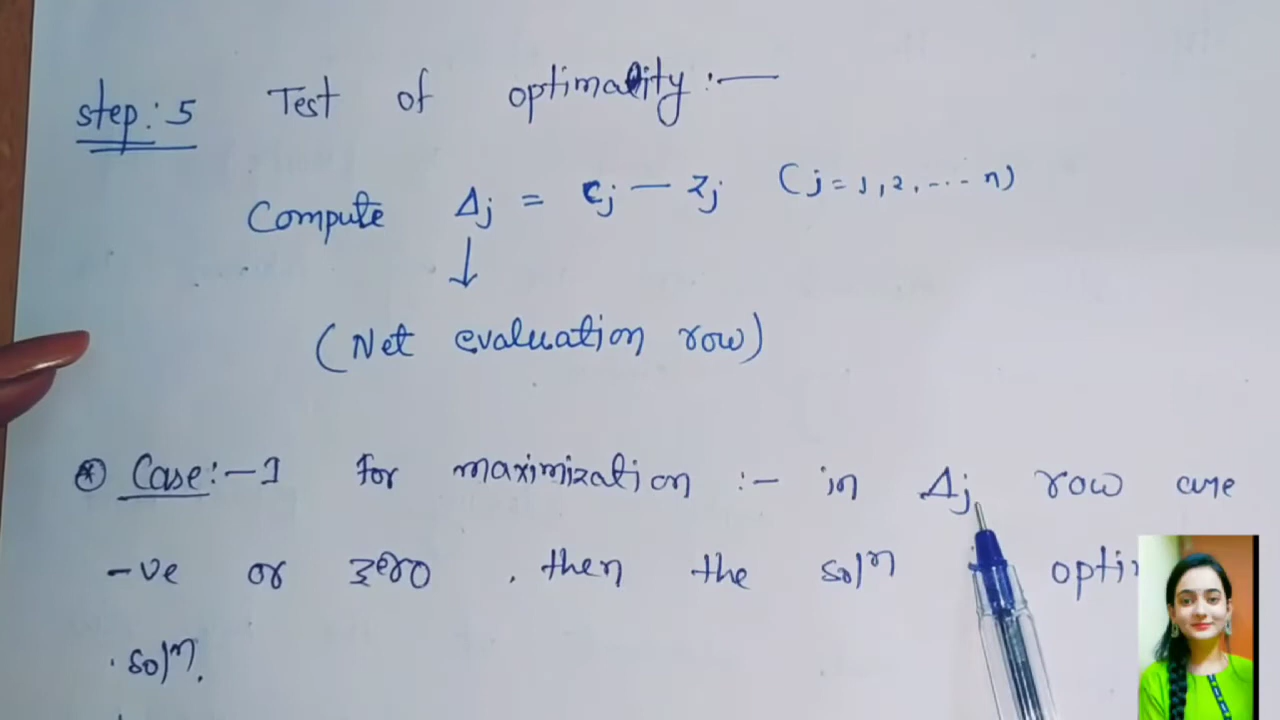 step: 5 Test of optimality :—
Compute Δj = cj — zj (j = 1, 2, ---- n)
↓
(Net evaluation row)
⊛ Case:-1 For maximization :- in Δj row are
-ve or zero , then the solⁿ
solⁿ.